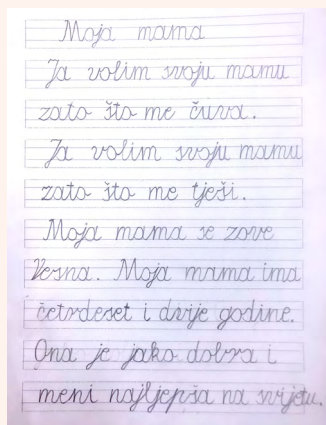 Moja mama
Ja volim svoju mamu
zato što me čuva.
Ja volim svoju mamu
zato što me tješi.
Moja mama se zove
Vesna. Moja mama ima
četrdeset i dvije godine.
Ona je jako dobra i
meni najljepša na svijetu.